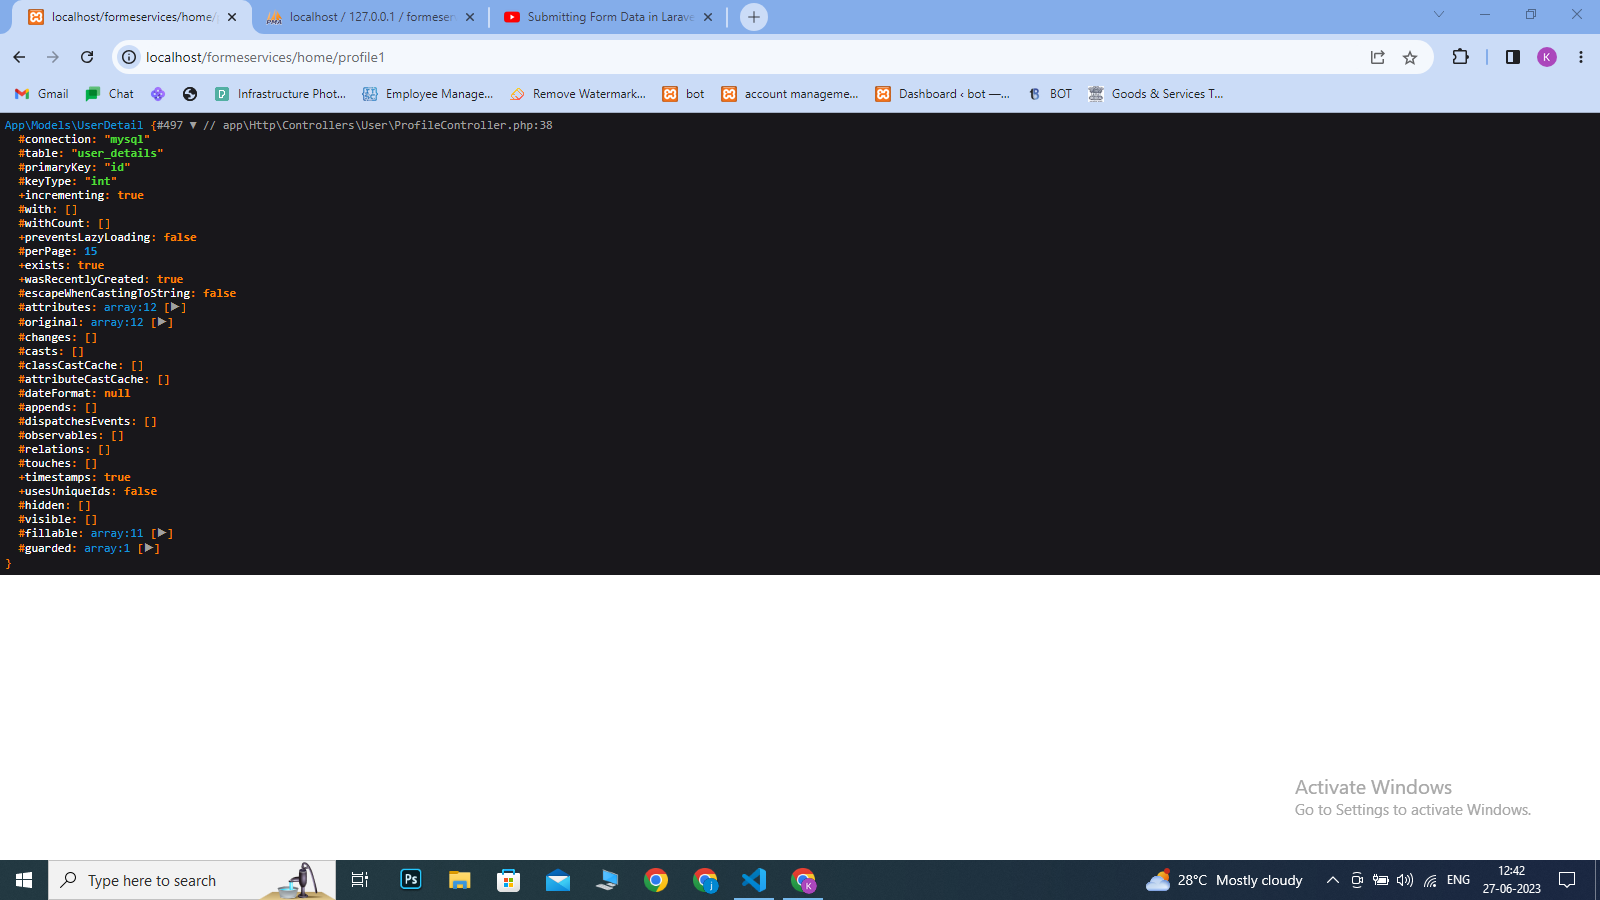 localhost/formeservices/home/
localhost / 127.0.0.1 / formeser
Submitting Form Data in Larave
localhost/formeservices/home/profile1
K
Gmail
Chat
Infrastructure Phot...
Employee Manage...
Remove Watermark...
bot
account manageme...
Dashboard ‹ bot —...
BOT
Goods & Services T...
App\Models\UserDetail {#497 ▼ // app\Http\Controllers\User\ProfileController.php:38
#connection: "mysql"
#table: "user_details"
#primaryKey: "id"
#keyType: "int"
+incrementing: true
#with: []
#withCount: []
+preventsLazyLoading: false
#perPage: 15
+exists: true
+wasRecentlyCreated: true
#escapeWhenCastingToString: false
#attributes: array:12 [▶]
#original: array:12 [▶]
#changes: []
#casts: []
#classCastCache: []
#attributeCastCache: []
#dateFormat: null
#appends: []
#dispatchesEvents: []
#observables: []
#relations: []
#touches: []
+timestamps: true
+usesUniqueIds: false
#hidden: []
#visible: []
#fillable: array:11 [▶]
#guarded: array:1 [▶]
}
Activate Windows
Go to Settings to activate Windows.
Type here to search
Ps
28°C Mostly cloudy
ENG
12:42
27-06-2023